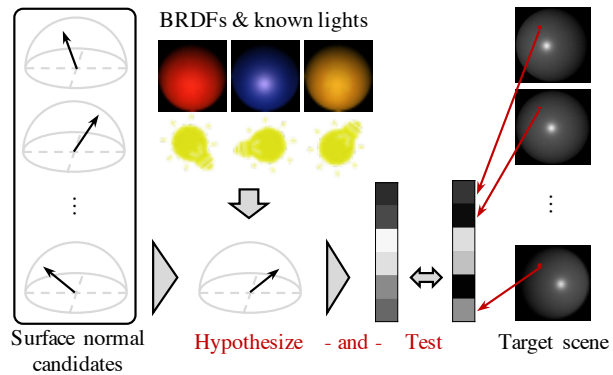 BRDFs & known lights
⋮
⋮
Surface normal
candidates
Hypothesize - and - Test
Target scene